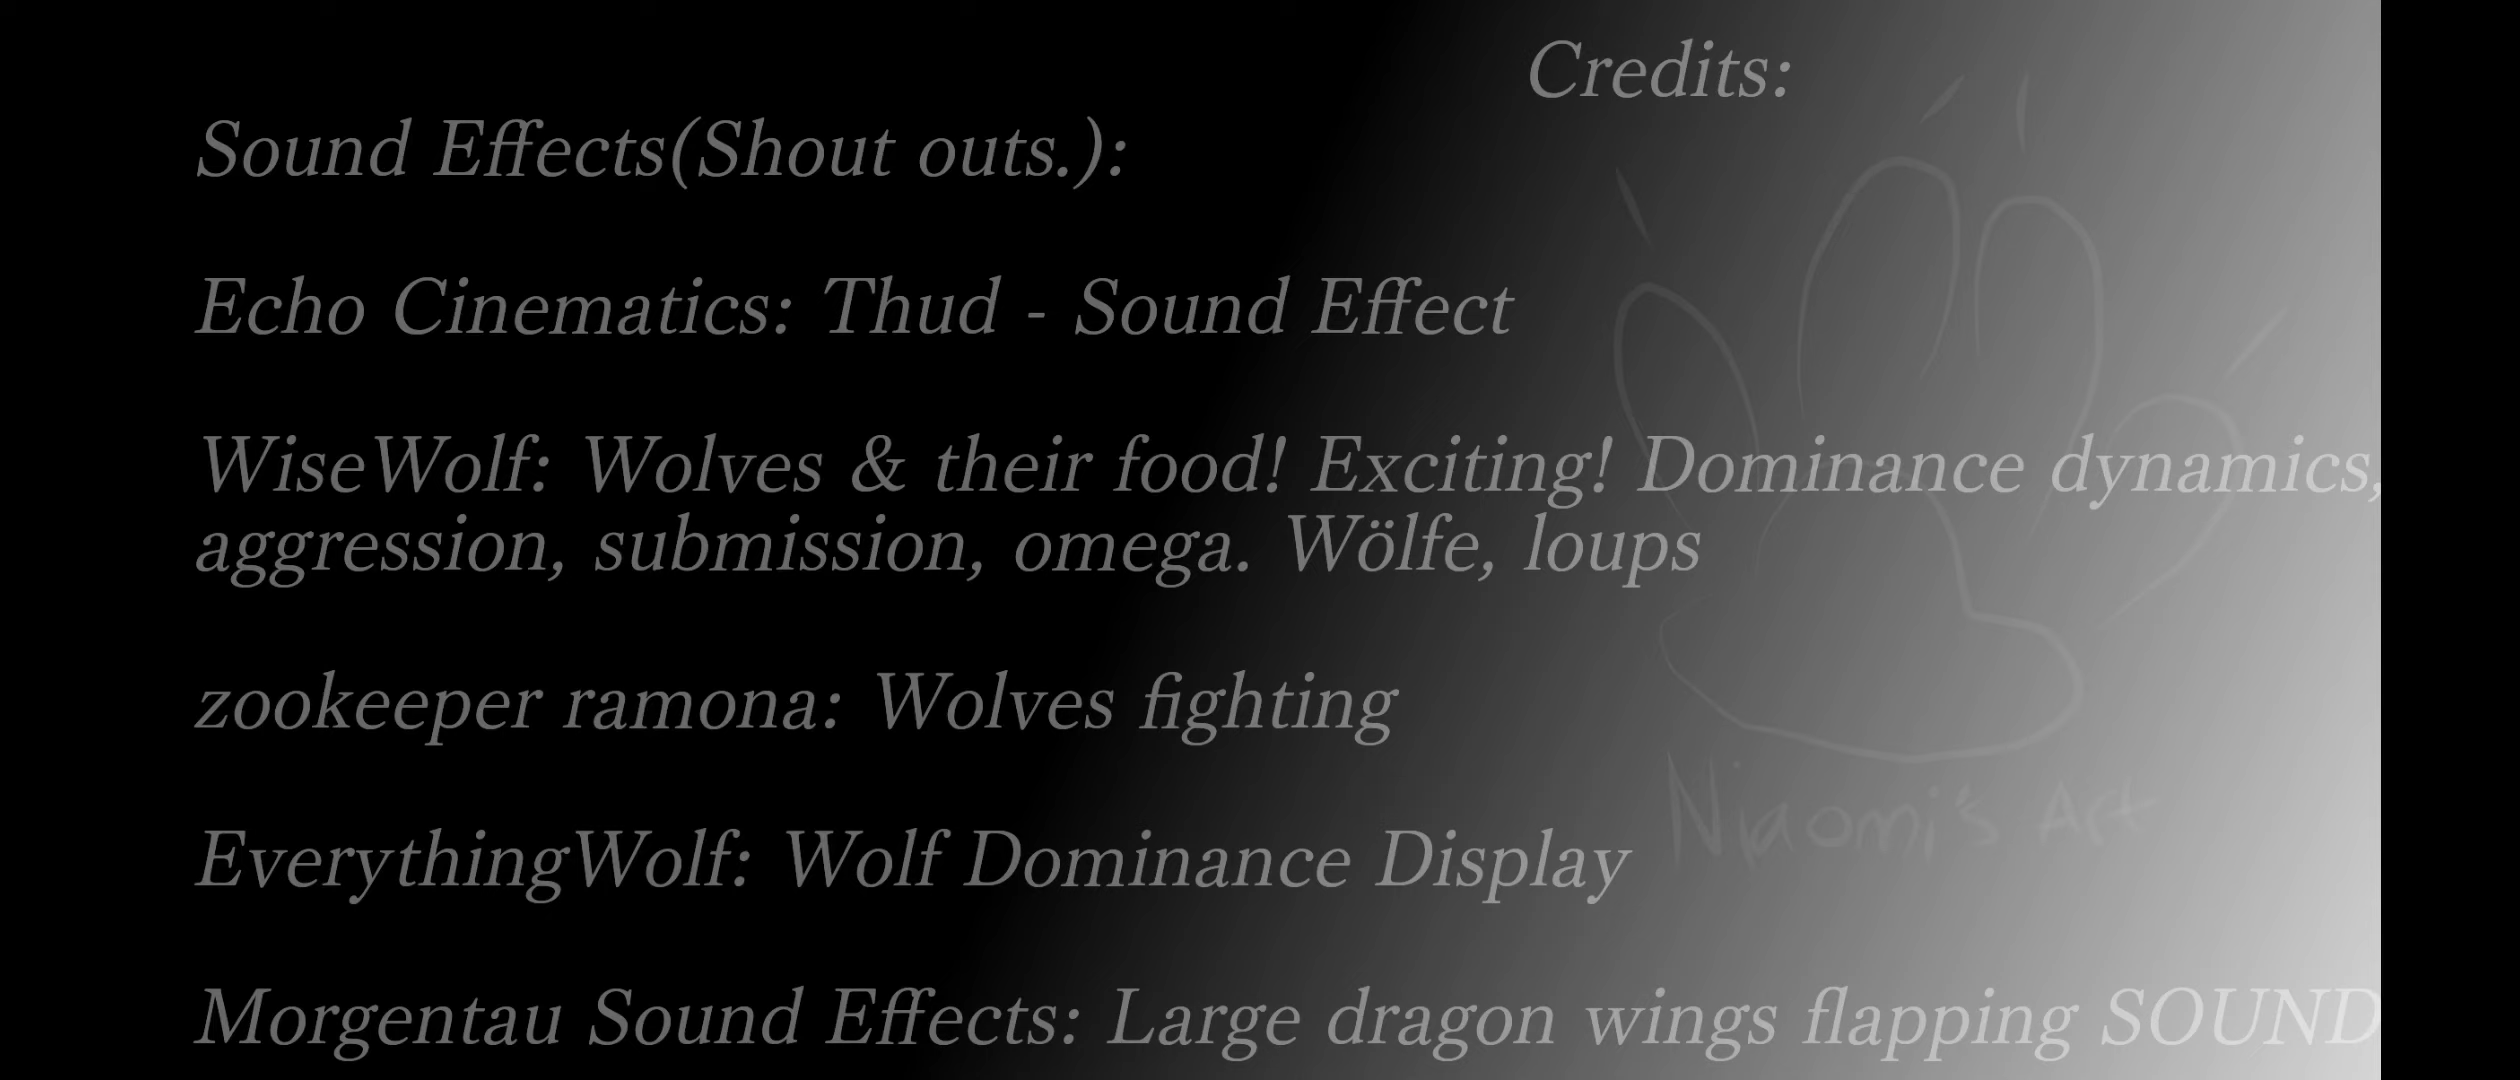 Credits:
Sound Effects(Shout outs.):
Echo Cinematics: Thud - Sound Effect
WiseWolf: Wolves & their food! Exciting! Dominance dynamics,
aggression, submission, omega. Wölfe, loups
zookeeper ramona: Wolves fighting
EverythingWolf: Wolf Dominance Display
Morgentau Sound Effects: Large dragon wings flapping SOUND
Niaomi's Art